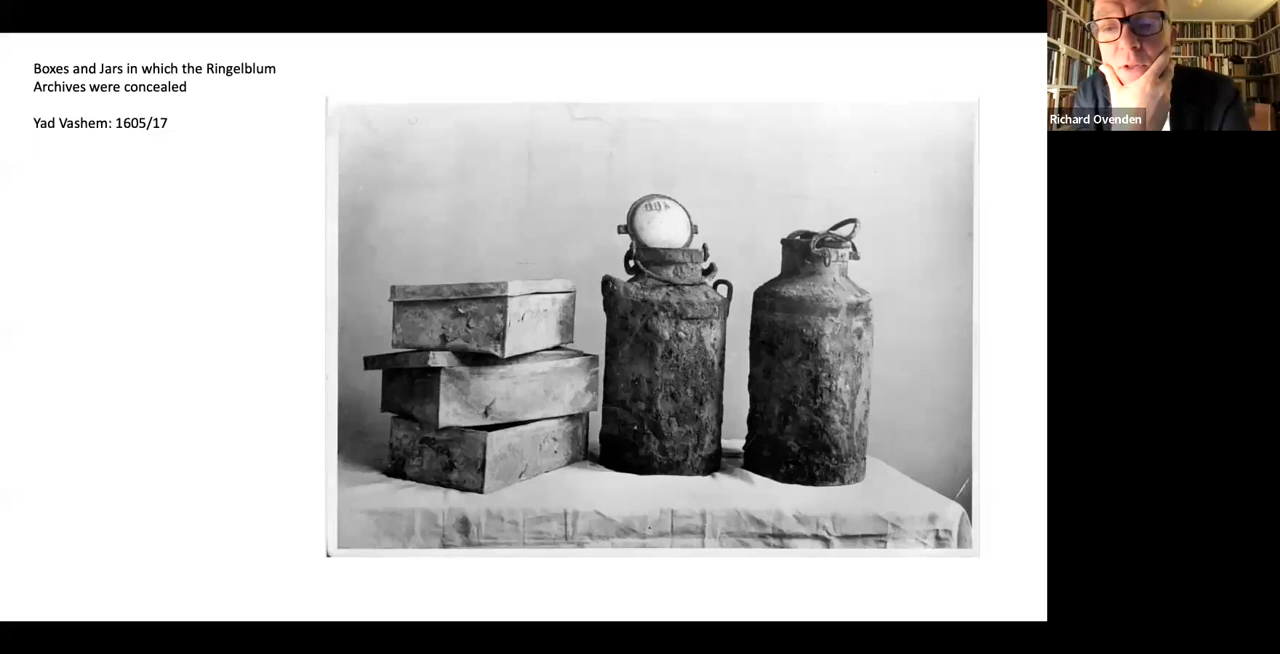 Boxes and Jars in which the Ringelblum
Archives were concealed
Yad Vashem: 1605/17
Richard Ovenden